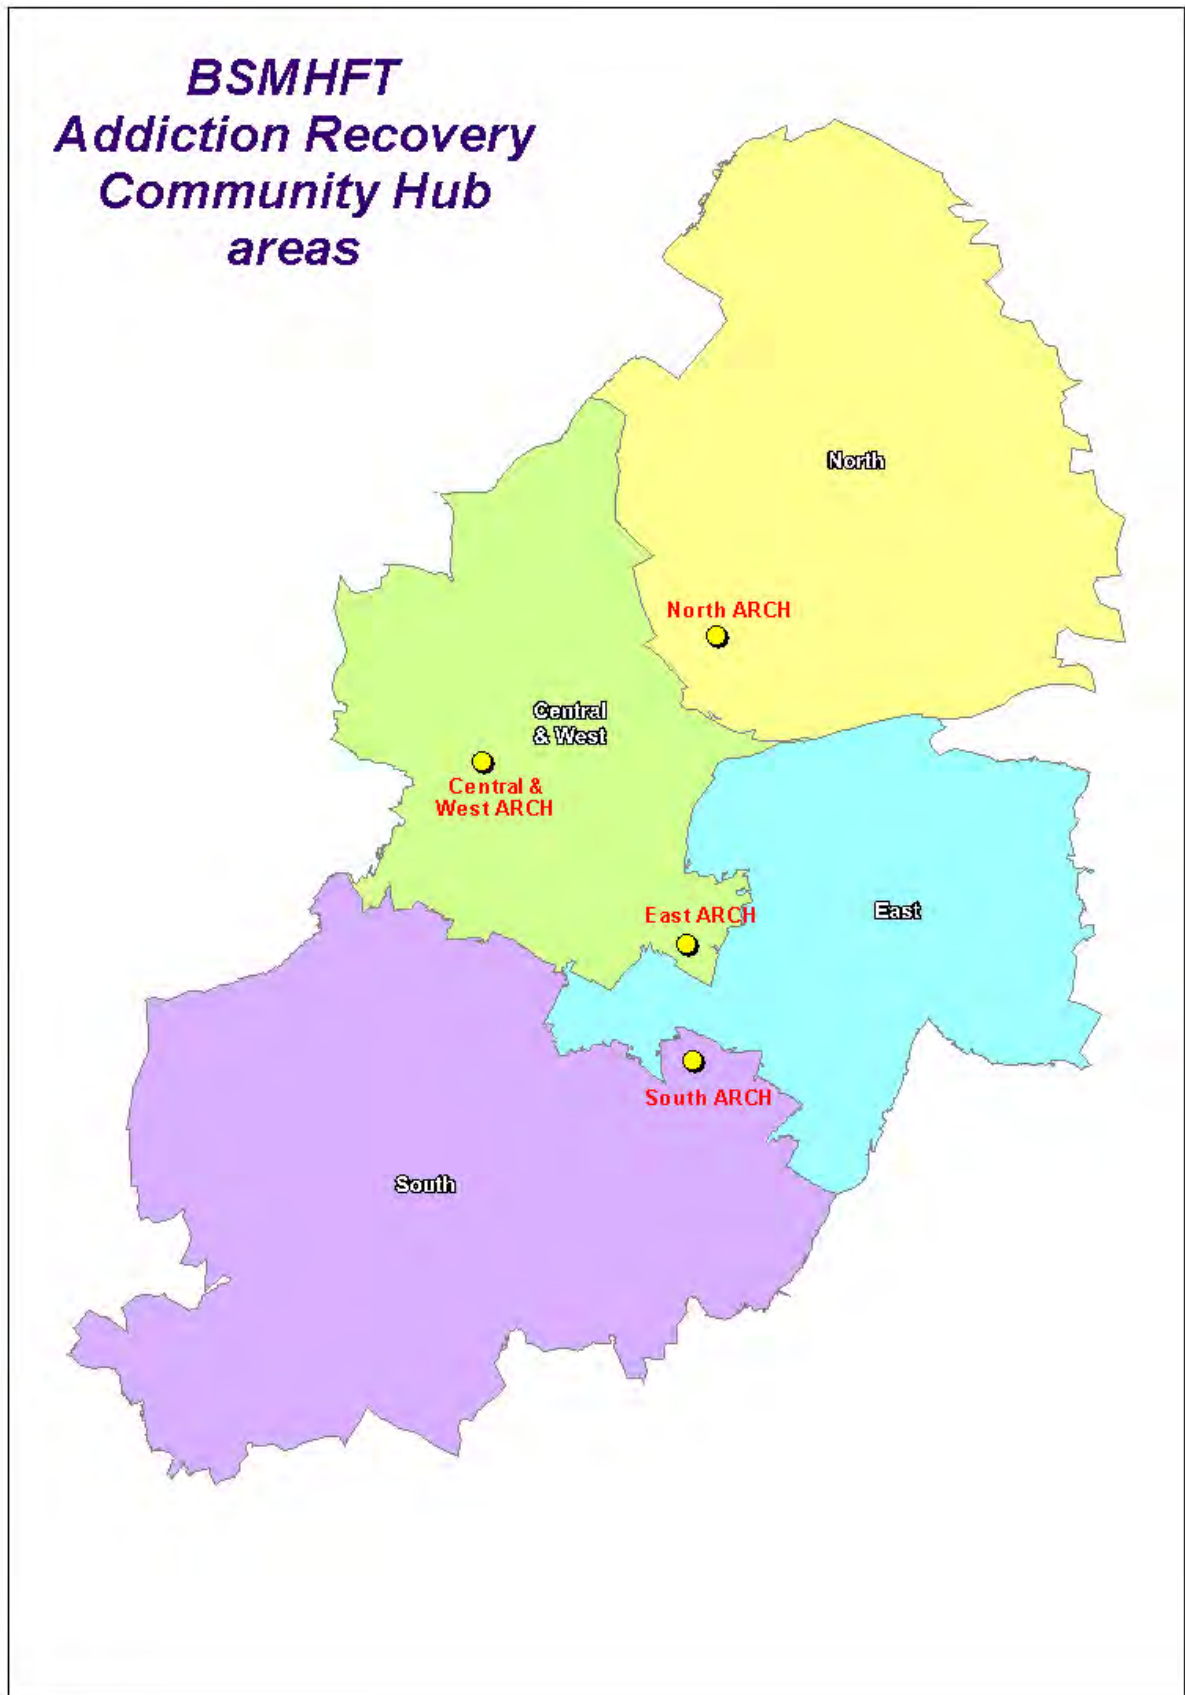 BSMHFT
Addiction Recovery
Community Hub
areas
North
North ARCH
Central
& West
Central &
West ARCH
East ARCH
East
South ARCH
South